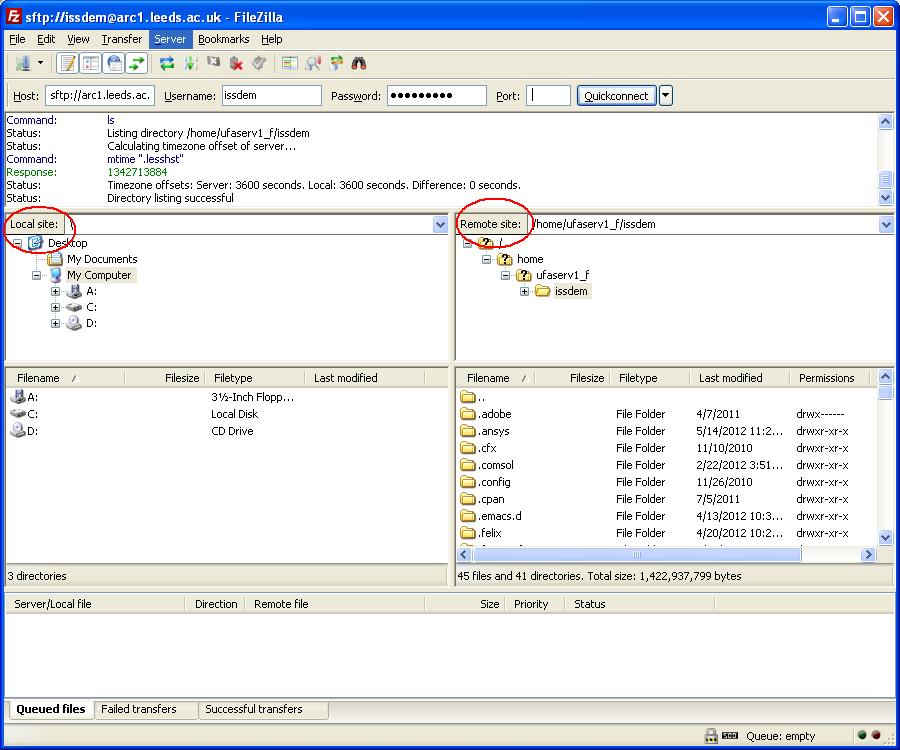 sftp://issdem@arc1.leeds.ac.uk - FileZilla
File Edit View Transfer Server Bookmarks Help
Host: sftp://arc1.leeds.ac. Username: issdem Password: ●●●●●●●●● Port: Quickconnect
Command: ls
Status: Listing directory /home/ufaserv1_f/issdem
Status: Calculating timezone offset of server...
Command: mtime ".lesshst"
Response: 1342713884
Status: Timezone offsets: Server: 3600 seconds. Local: 3600 seconds. Difference: 0 seconds.
Status: Directory listing successful
Local site: \
Desktop
My Documents
My Computer
A:
C:
D:
Remote site: /home/ufaserv1_f/issdem
/
home
ufaserv1_f
issdem
Filename Filesize Filetype Last modified
A: 3½-Inch Flopp...
C: Local Disk
D: CD Drive
3 directories
Filename Filesize Filetype Last modified Permissions
..
.adobe File Folder 4/7/2011 drwx------
.ansys File Folder 5/14/2012 11:2... drwxr-xr-x
.cfx File Folder 11/10/2010 drwxr-xr-x
.comsol File Folder 2/22/2012 3:51... drwxr-xr-x
.config File Folder 11/26/2010 drwxr-xr-x
.cpan File Folder 7/5/2011 drwxr-xr-x
.emacs.d File Folder 4/13/2012 10:3... drwxr-xr-x
.felix File Folder 4/20/2012 10:2... drwxr-xr-x
45 files and 41 directories. Total size: 1,422,937,799 bytes
Server/Local file Direction Remote file Size Priority Status
Queued files Failed transfers Successful transfers
Queue: empty